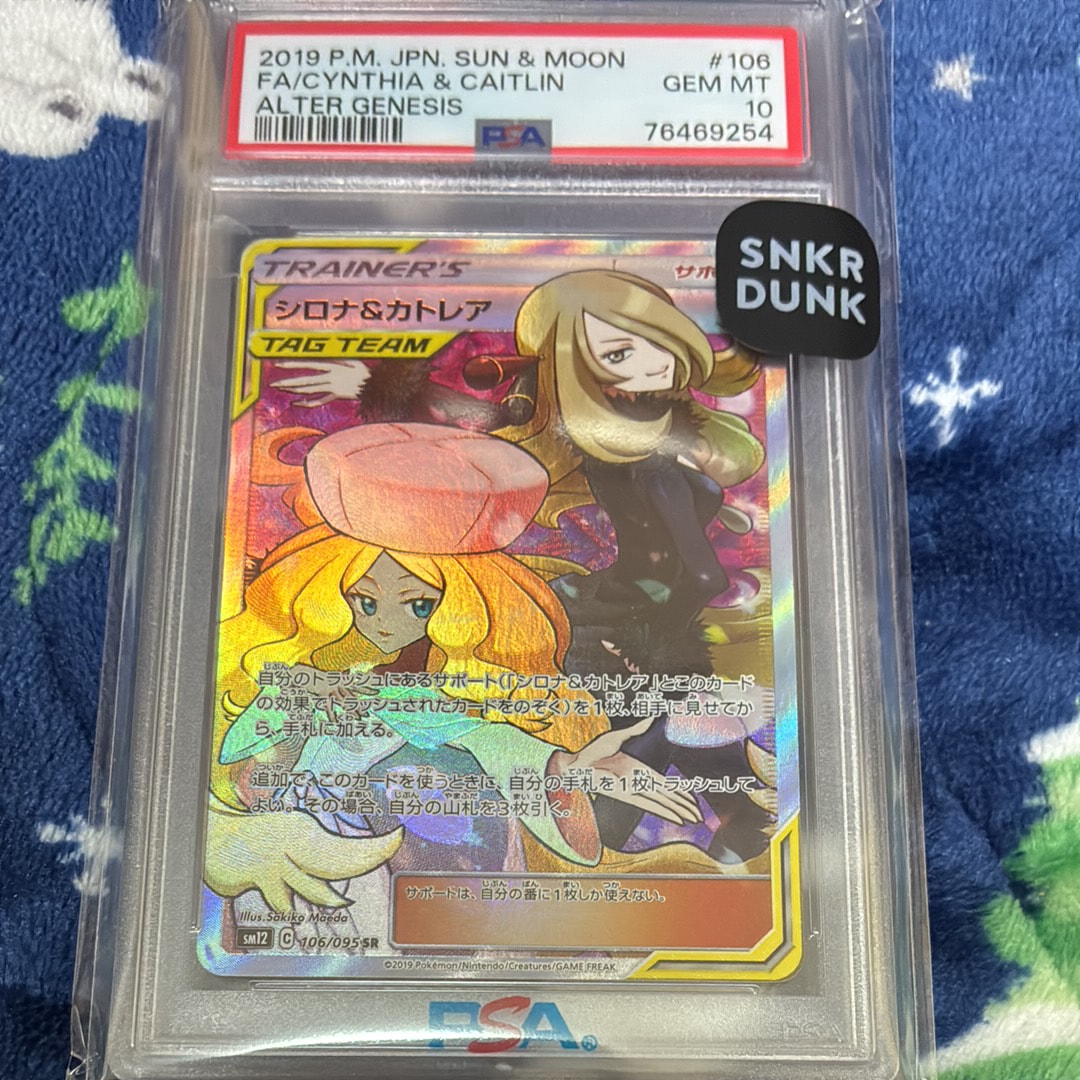 2019 P.M. JPN. SUN & MOON #106
FA/CYNTHIA & CAITLIN GEM MT
ALTER GENESIS 10
76469254
PSA
SNKR
DUNK
TRAINER'S
サポ
シロナ&カトレア
TAG TEAM
自分のトラッシュにあるサポート(「シロナ&カトレア」とこのカード
の効果でトラッシュされたカードをのぞく)を1枚、相手に見せてか
ら、手札に加える。
追加で、このカードを使うときに、自分の手札を1枚トラッシュして
よい。その場合、自分の山札を3枚引く。
サポートは、自分の番に1枚しか使えない。
Illus. Sakiko Maeda
SM12 C 106/095 SR
©2019 Pokémon/Nintendo/Creatures/GAME FREAK
PSA®